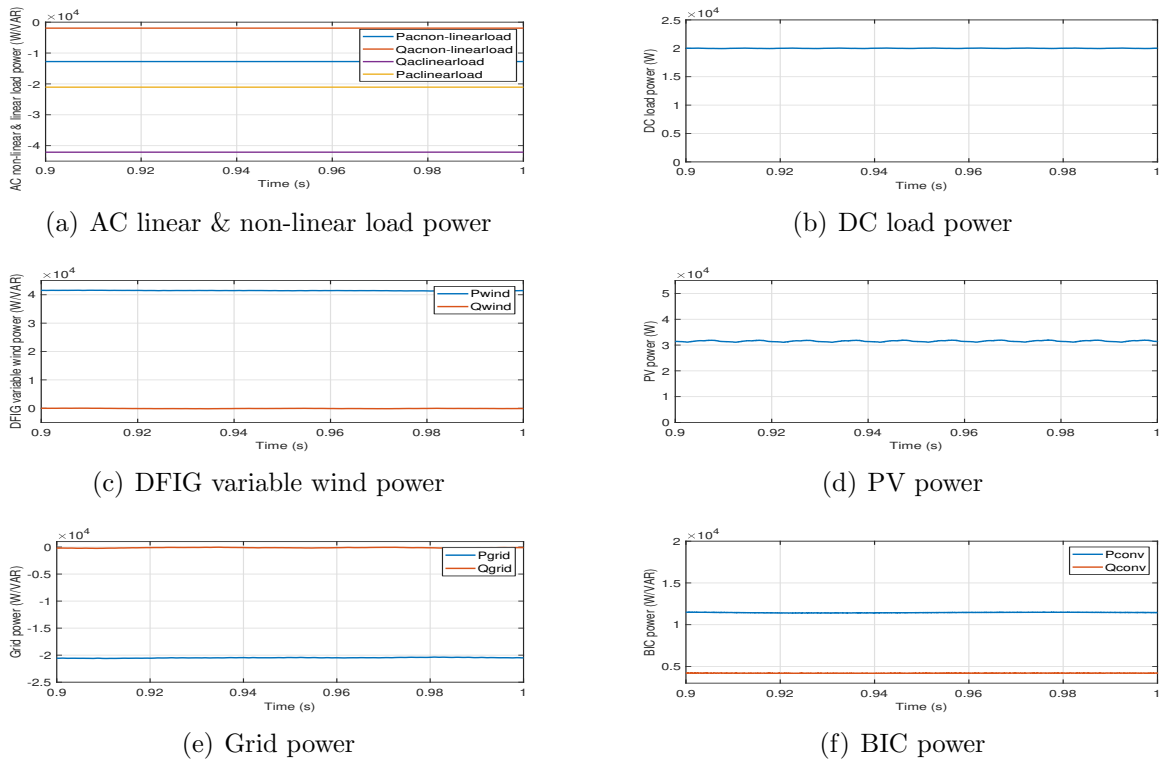 ×10⁴
0
-1
-2
-3
-4
AC non-linear & linear load power (W/VAR)
Pacnon-linearload
Qacnon-linearload
Qaclinearload
Paclinearload
0.9 0.92 0.94 0.96 0.98 1
Time (s)
(a) AC linear & non-linear load power
×10⁴
2.5
2
1.5
1
0.5
0
DC load power (W)
0.9 0.92 0.94 0.96 0.98 1
Time (s)
(b) DC load power
×10⁴
4
2
0
DFIG variable wind power (W/VAR)
Pwind
Qwind
0.9 0.92 0.94 0.96 0.98 1
Time (s)
(c) DFIG variable wind power
×10⁴
5
4
3
2
1
0
PV power (W)
0.9 0.92 0.94 0.96 0.98 1
Time (s)
(d) PV power
×10⁴
0
-0.5
-1
-1.5
-2
-2.5
Grid power (W/VAR)
Pgrid
Qgrid
0.9 0.92 0.94 0.96 0.98 1
Time (s)
(e) Grid power
×10⁴
2
1.5
1
0.5
BIC power (W/VAR)
Pconv
Qconv
0.9 0.92 0.94 0.96 0.98 1
Time (s)
(f) BIC power